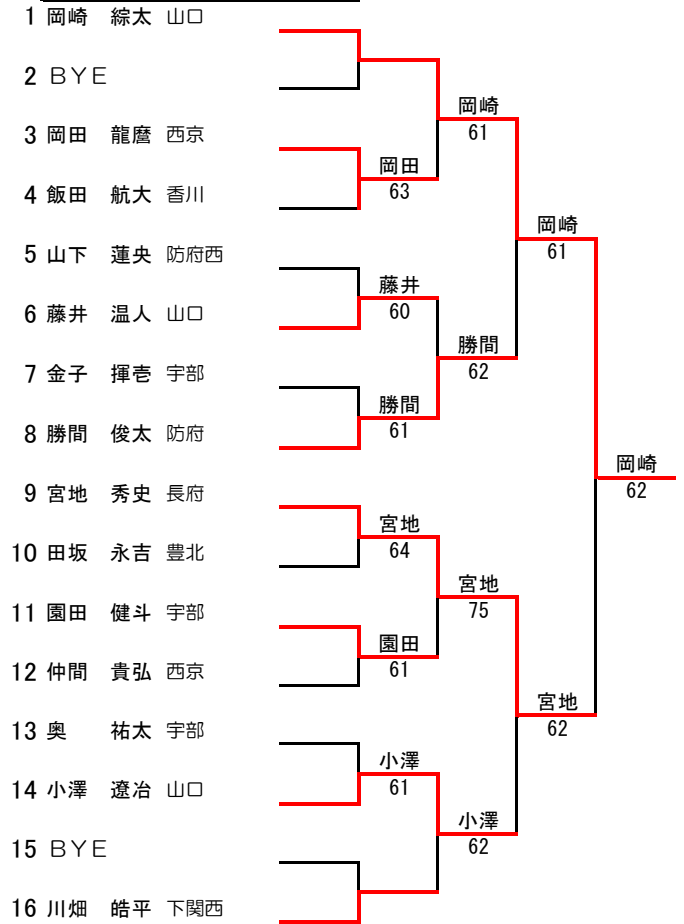 1 岡崎 綜太 山口
2 BYE
3 岡田 龍麿 西京
4 飯田 航大 香川
5 山下 蓮央 防府西
6 藤井 温人 山口
7 金子 揮壱 宇部
8 勝間 俊太 防府
9 宮地 秀史 長府
10 田坂 永吉 豊北
11 園田 健斗 宇部
12 仲間 貴弘 西京
13 奥 祐太 宇部
14 小澤 遼冶 山口
15 BYE
16 川畑 皓平 下関西
岡田
63
藤井
60
勝間
61
宮地
64
園田
61
小澤
61
岡崎
61
勝間
62
宮地
75
小澤
62
岡崎
61
宮地
62
岡崎
62